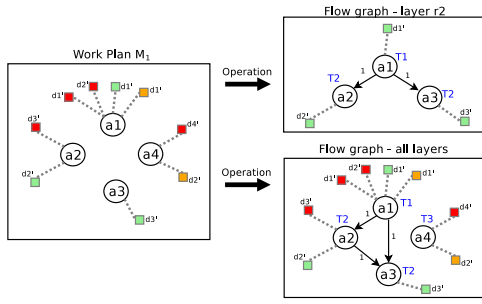 Work Plan M1
d1'
d2'
d1'
d1'
d3'
a1
d4'
a2
a4
d2'
a3
d2'
d3'
Operation
Operation
Flow graph - layer r2
d1'
a1
T1
1
1
T2
a2
a3
T2
d2'
d3'
Flow graph - all layers
d2'
d1'
d1'
d1'
d3'
a1
T1
d4'
T2
1
T3
a2
1
a4
1
d2'
a3
T2
d2'
d3'